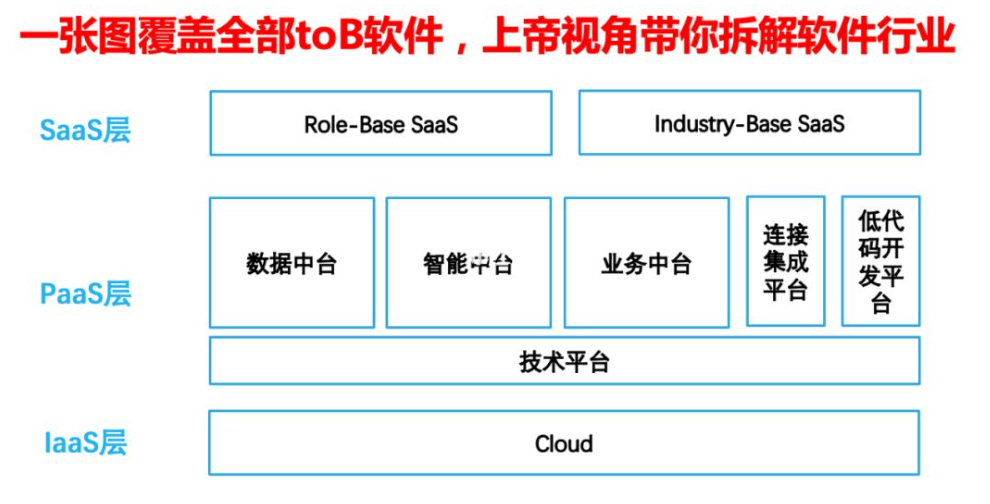 一张图覆盖全部toB软件，上帝视角带你拆解软件行业
SaaS层
Role-Base SaaS
Industry-Base SaaS
PaaS层
数据中台
智能中台
业务中台
连接
集成
平台
低代
码开
发平
台
技术平台
IaaS层
Cloud